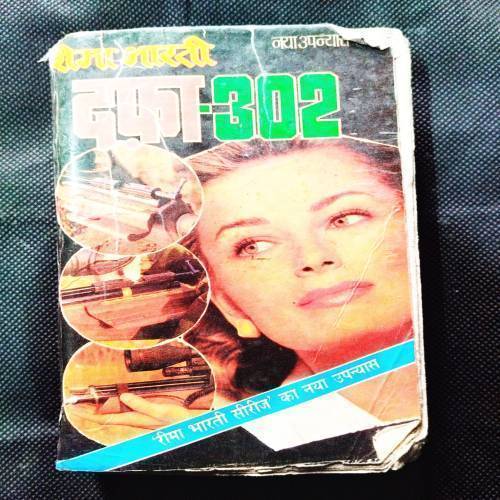 रीमा भारती
नया उपन्यास
दफ़ा-302
'रीमा भारती सीरीज' का नया उपन्यास